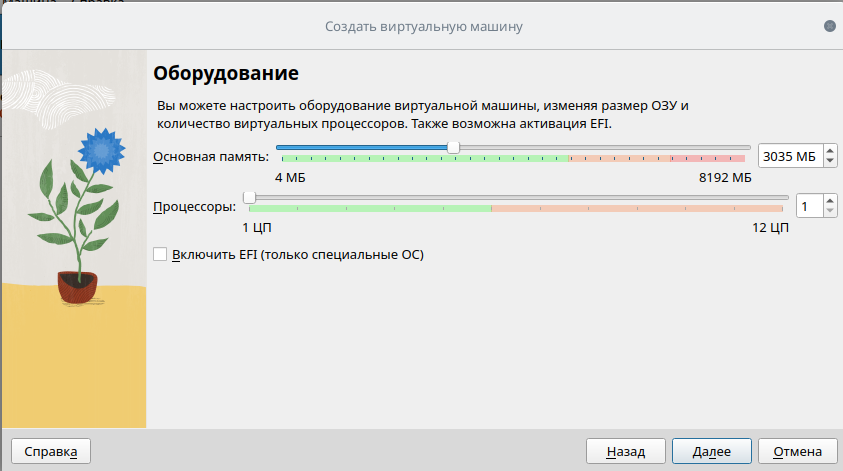 Машина Справка
Создать виртуальную машину
Оборудование
Вы можете настроить оборудование виртуальной машины, изменяя размер ОЗУ и
количество виртуальных процессоров. Также возможна активация EFI.
Основная память: 3035 МБ
4 МБ 8192 МБ
Процессоры: 1
1 ЦП 12 ЦП
Включить EFI (только специальные ОС)
Справка Назад Далее Отмена